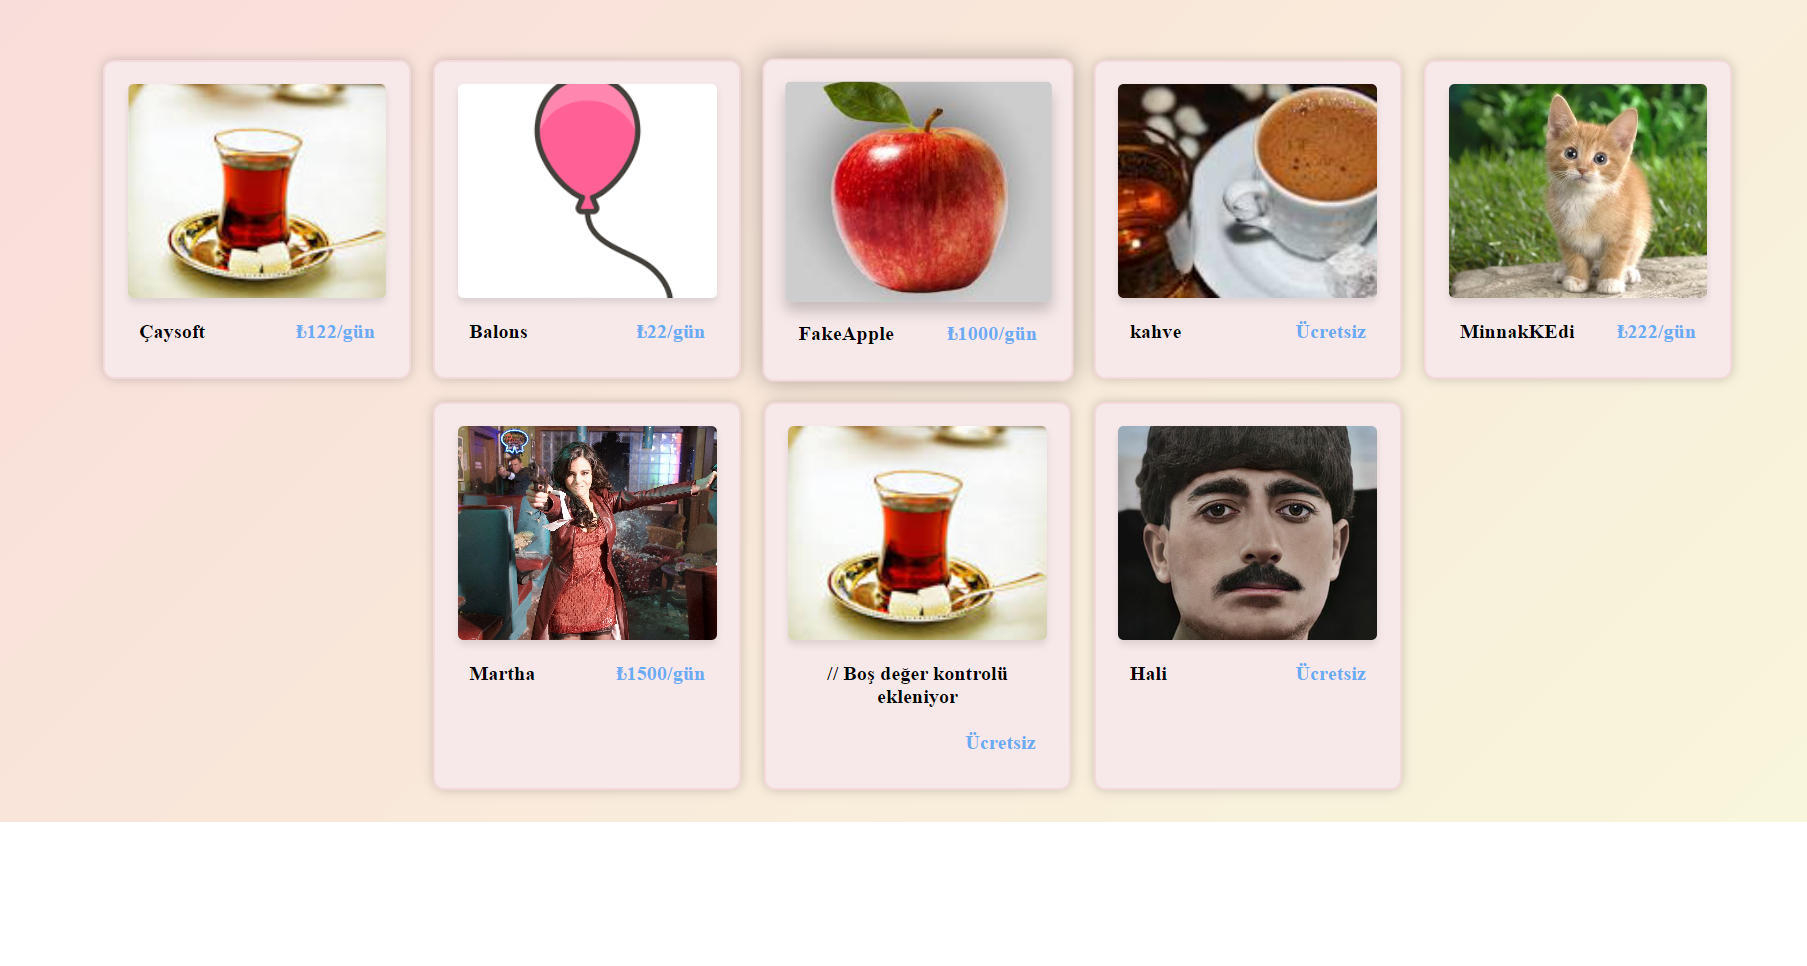 Çaysoft ₺122/gün
Balons ₺22/gün
FakeApple ₺1000/gün
kahve Ücretsiz
MinnakKEdi ₺222/gün
Martha ₺1500/gün
// Boş değer kontrolü
ekleniyor
Ücretsiz
Hali Ücretsiz